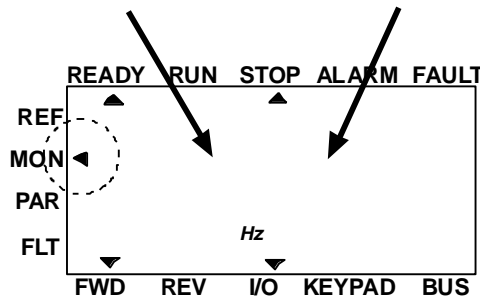 READY RUN STOP ALARM FAULT
REF
MON
PAR
FLT
Hz
FWD REV I/O KEYPAD BUS